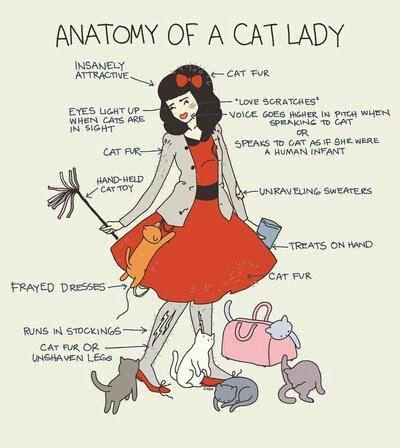 ANATOMY OF A CAT LADY
INSANELY
ATTRACTIVE
CAT FUR
EYES LIGHT UP
WHEN CATS ARE
IN SIGHT
"LOVE SCRATCHES"
VOICE GOES HIGHER IN PITCH WHEN
SPEAKING TO CAT
OR
SPEAKS TO CAT AS IF SHE WERE
A HUMAN INFANT
CAT FUR
HAND-HELD
CAT TOY
UNRAVELING SWEATERS
TREATS ON HAND
CAT FUR
FRAYED DRESSES
RUNS IN STOCKINGS
CAT FUR OR
UNSHAVEN LEGS